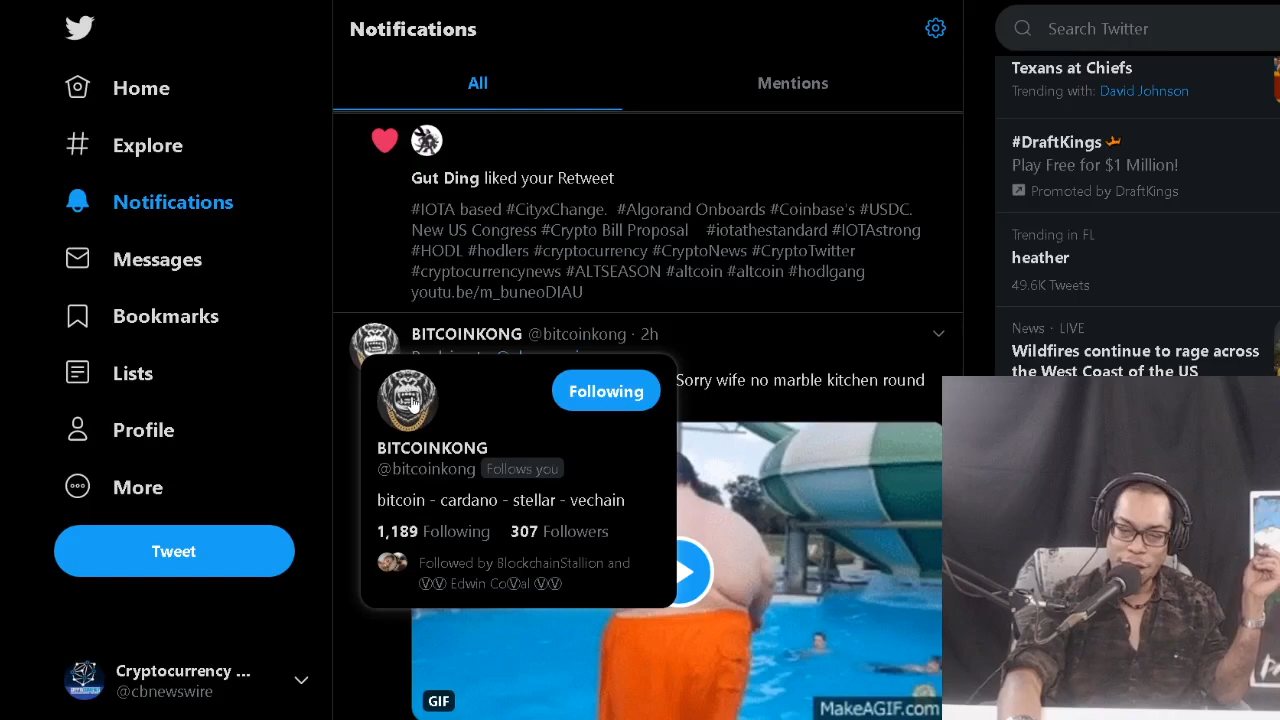 Notifications
Search Twitter
All
Mentions
Home
Explore
Notifications
Messages
Bookmarks
Lists
Profile
More
Tweet
Cryptocurrency ...
@cbnewswire
Gut Ding liked your Retweet
#IOTA based #CityxChange. #Algorand Onboards #Coinbase's #USDC.
New US Congress #Crypto Bill Proposal #iotathestandard #IOTAstrong
#HODL #hodlers #cryptocurrency #CryptoNews #CryptoTwitter
#cryptocurrencynews #ALTSEASON #altcoin #altcoin #hodlgang
youtu.be/m_buneoDIAU
BITCOINKONG @bitcoinkong · 2h
Sorry wife no marble kitchen round
Following
BITCOINKONG
@bitcoinkong Follows you
bitcoin - cardano - stellar - vechain
1,189 Following 307 Followers
Followed by BlockchainStallion and
ⓋⓋ Edwin CoⓋal ⓋⓋ
GIF
MakeAGIF.com
Texans at Chiefs
Trending with: David Johnson
#DraftKings
Play Free for $1 Million!
Promoted by DraftKings
Trending in FL
heather
49.6K Tweets
News · LIVE
Wildfires continue to rage across
the West Coast of the US